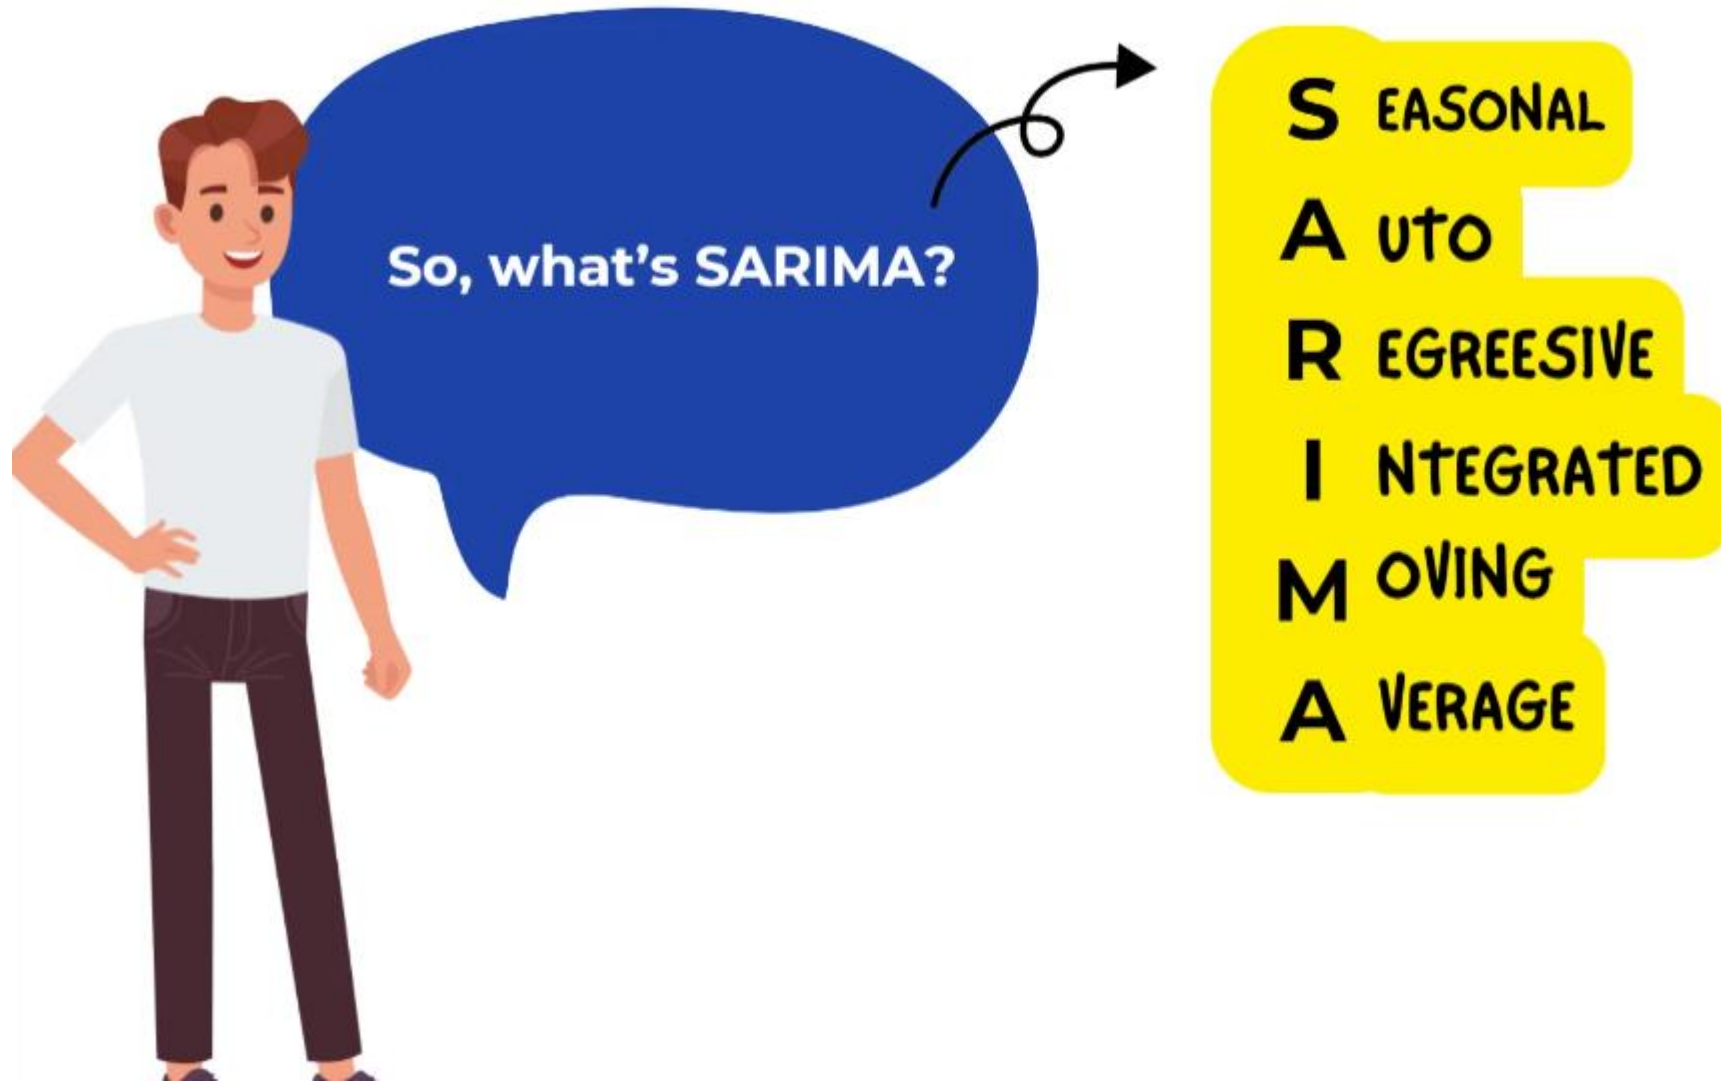 So, what's SARIMA?
S EASONAL
A UTO
R EGREESIVE
I NTEGRATED
M OVING
A VERAGE